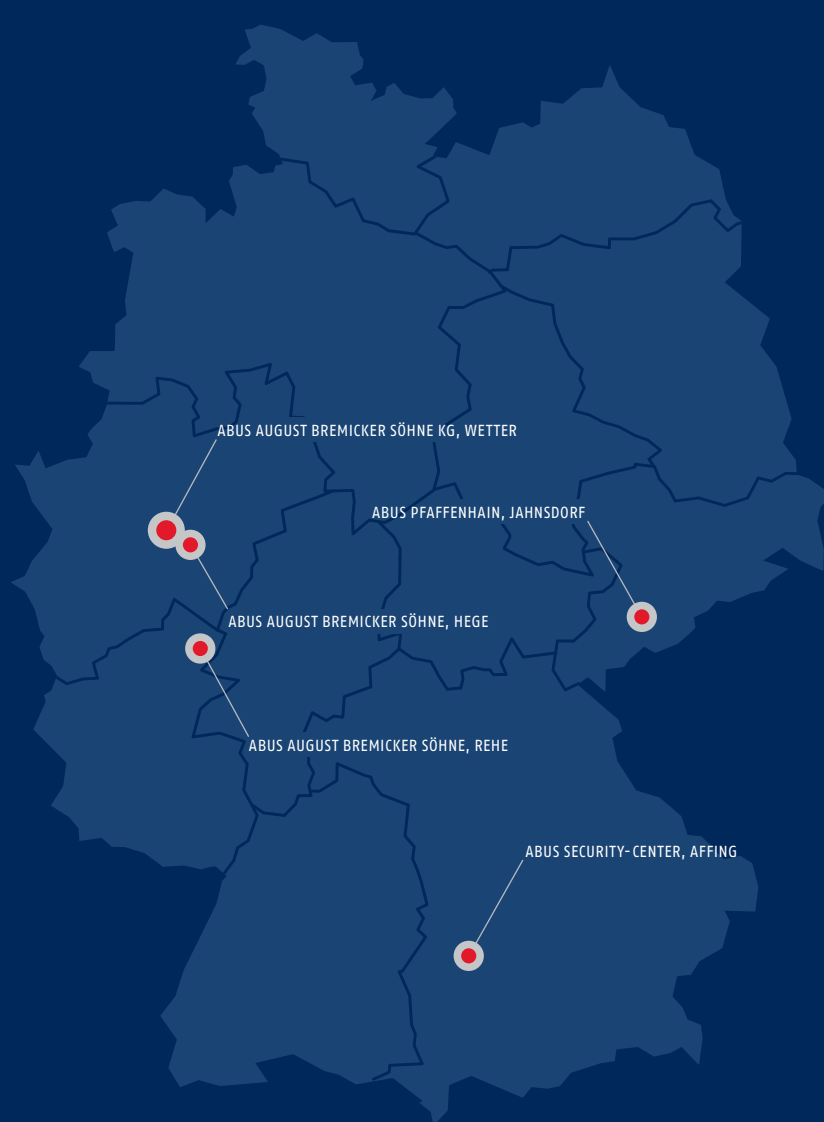 ABUS AUGUST BREMICKER SÖHNE KG, WETTER
ABUS PFAFFENHAIN, JAHNSDORF
ABUS AUGUST BREMICKER SÖHNE, HEGE
ABUS AUGUST BREMICKER SÖHNE, REHE
ABUS SECURITY-CENTER, AFFING